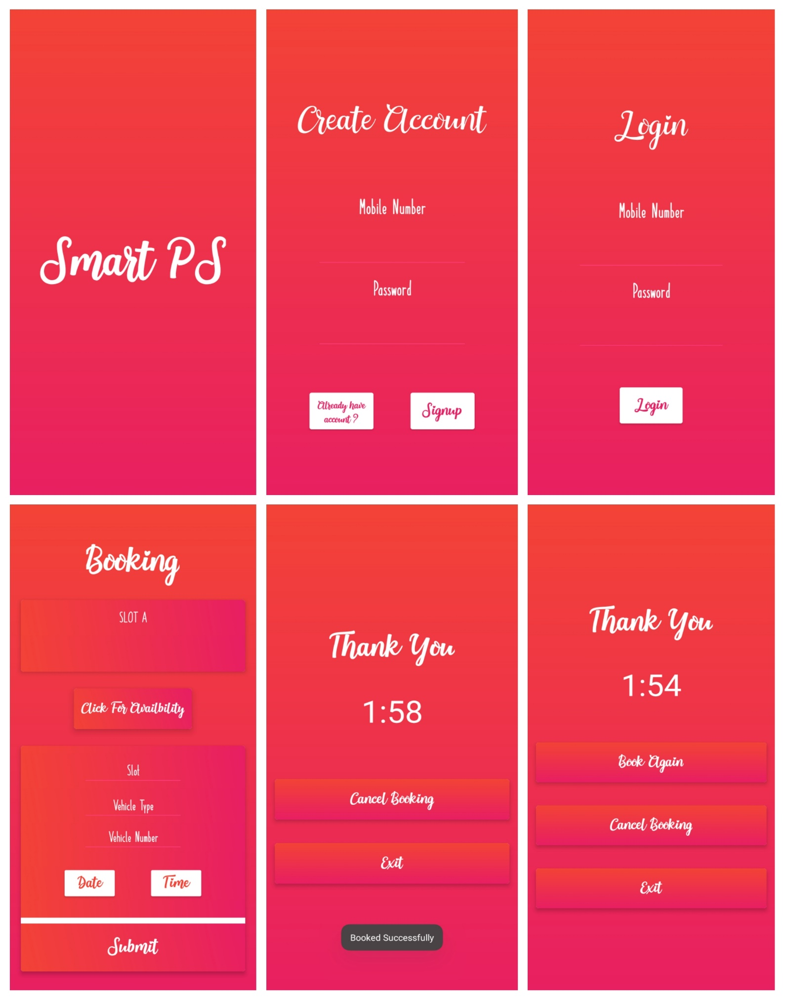 Smart PS
Create Account
Mobile Number
Password
Already have
account ?
Signup
Login
Mobile Number
Password
Login
Booking
SLOT A
Click For Availbility
Slot
Vehicle Type
Vehicle Number
Date
Time
Submit
Thank You
1:58
Cancel Booking
Exit
Booked Successfully
Thank You
1:54
Book Again
Cancel Booking
Exit